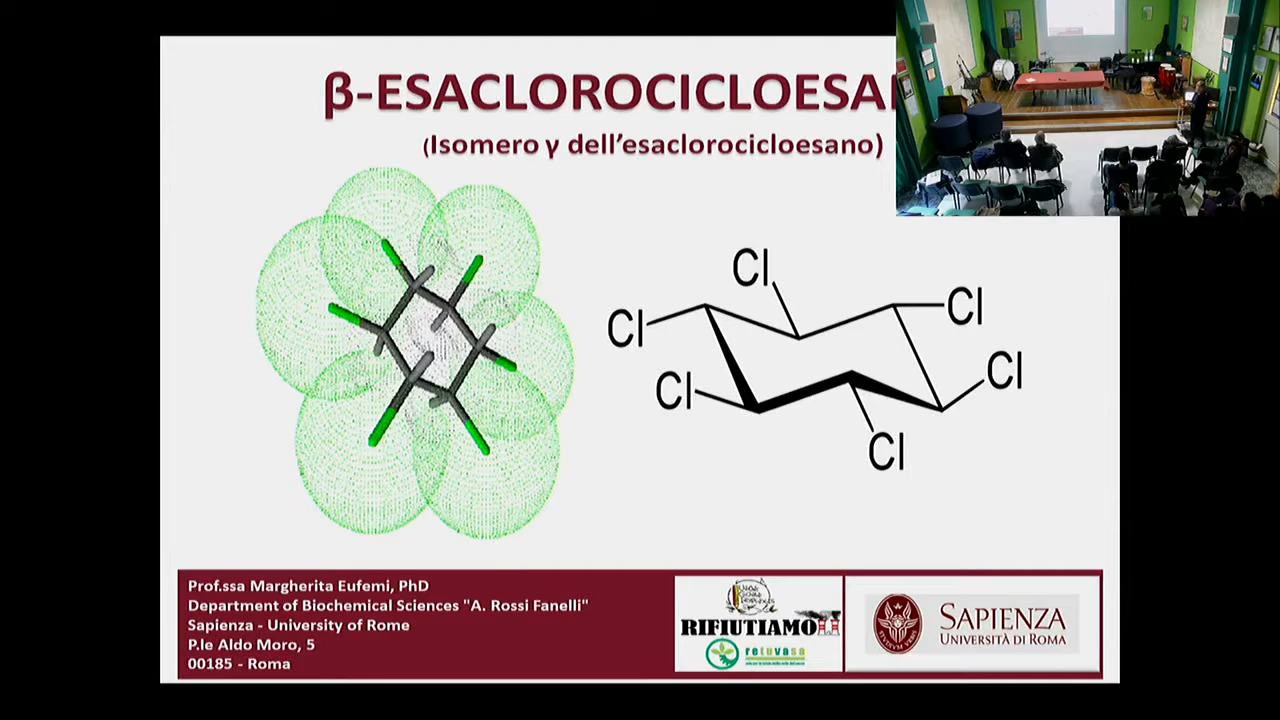 β-ESACLOROCICLOESA
(Isomero γ dell'esaclorocicloesano)
Cl
Cl
Cl
Cl
Cl
Cl
Prof.ssa Margherita Eufemi, PhD
Department of Biochemical Sciences "A. Rossi Fanelli"
Sapienza - University of Rome
P.le Aldo Moro, 5
00185 - Roma
RIFIUTIAMO
retuvasa
SAPIENZA
UNIVERSITÀ DI ROMA